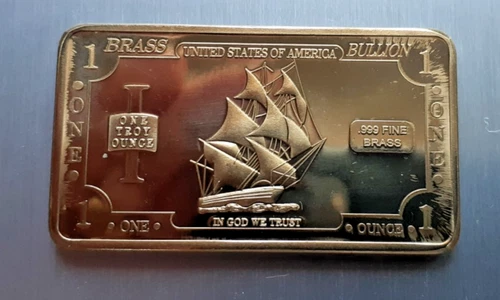 1 BRASS UNITED STATES OF AMERICA BULLION 1
· ONE ·
I
ONE
TROY
OUNCE
.999 FINE
BRASS
· ONE ·
IN GOD WE TRUST
1 · ONE · · OUNCE · 1